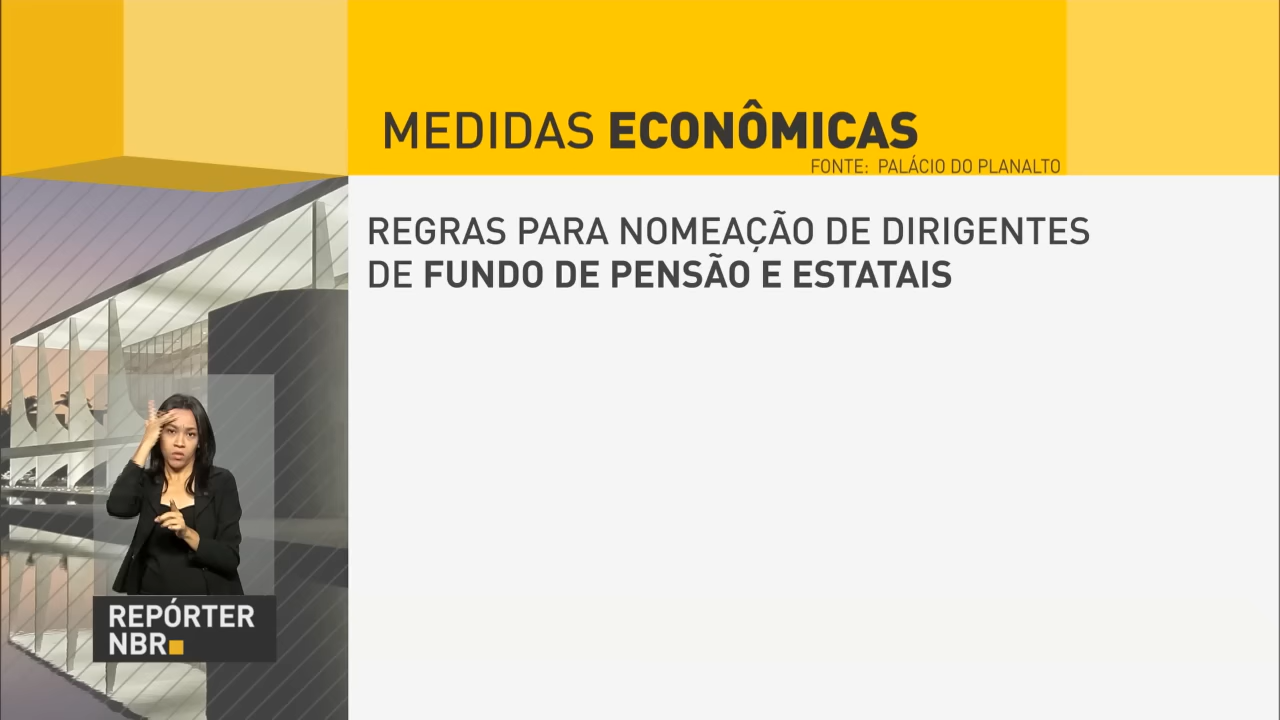 MEDIDAS ECONÔMICAS
FONTE: PALÁCIO DO PLANALTO
REGRAS PARA NOMEAÇÃO DE DIRIGENTES
DE FUNDO DE PENSÃO E ESTATAIS
REPÓRTER
NBR